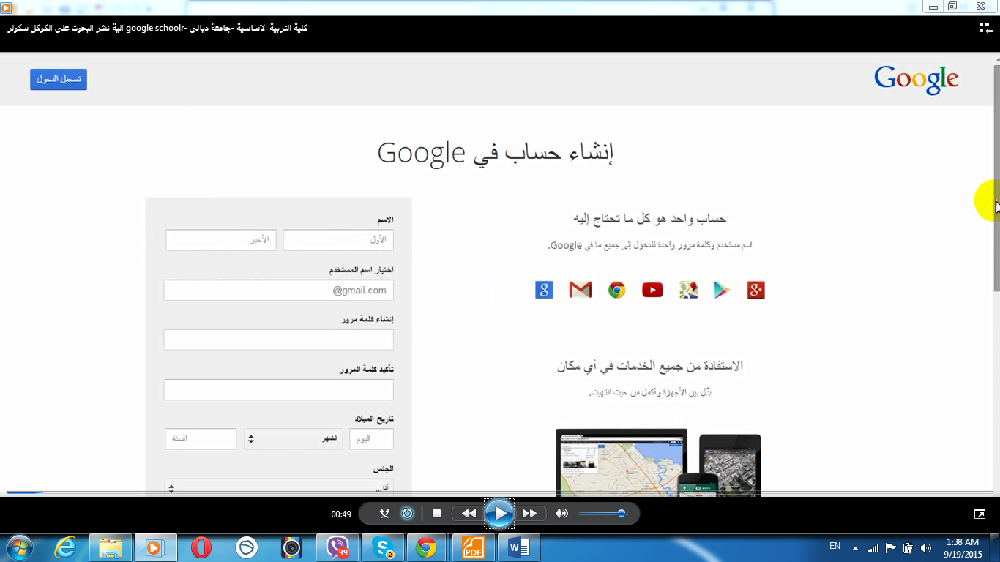 كلية التربية الاساسية -جامعة ديالى -google schoolr الية نشر البحوث على الكوكل سكولر
Google
تسجيل الدخول
إنشاء حساب في Google
حساب واحد هو كل ما تحتاج إليه
اسم مستخدم وكلمة مرور واحدة للدخول إلى جميع ما في Google.
g
g+
الاستفادة من جميع الخدمات في أي مكان
بدّل بين الأجهزة وأكمل من حيث انتهيت.
الاسم
الأول
الأخير
اختيار اسم المستخدم
@gmail.com
إنشاء كلمة مرور
تأكيد كلمة المرور
تاريخ الميلاد
اليوم
الشهر
السنة
الجنس
أنا...
00:49
99
S
2
PDF
W
EN
1:38 AM
9/19/2015